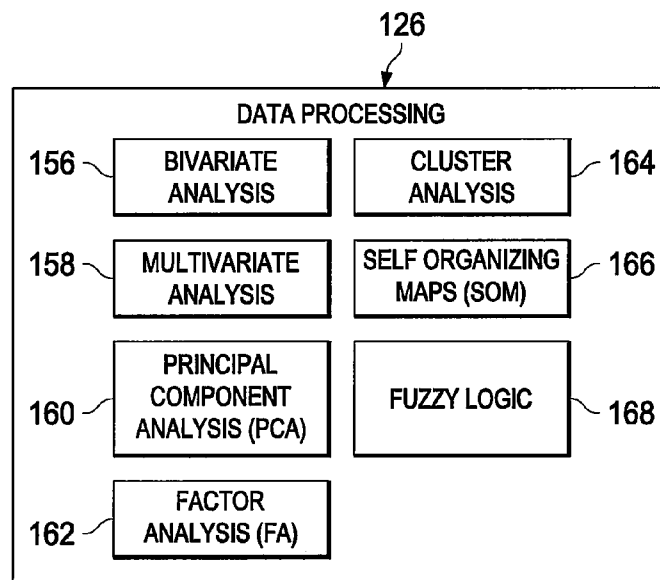 126
DATA PROCESSING
156
BIVARIATE
ANALYSIS
CLUSTER
ANALYSIS
164
158
MULTIVARIATE
ANALYSIS
SELF ORGANIZING
MAPS (SOM)
166
160
PRINCIPAL
COMPONENT
ANALYSIS (PCA)
FUZZY LOGIC
168
162
FACTOR
ANALYSIS (FA)